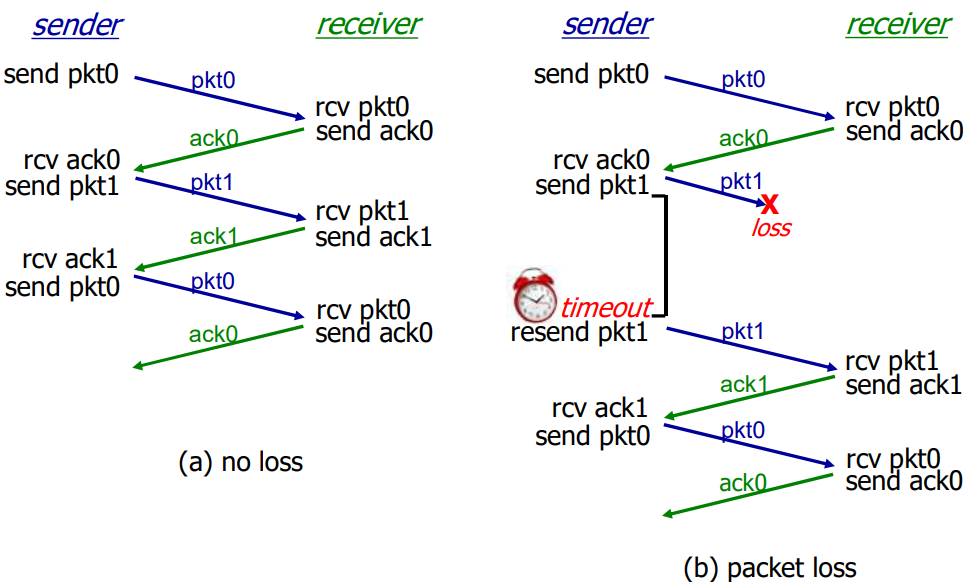 sender
receiver
send pkt0
pkt0
rcv pkt0
send ack0
ack0
rcv ack0
send pkt1
pkt1
rcv pkt1
send ack1
ack1
rcv ack1
send pkt0
pkt0
rcv pkt0
send ack0
ack0
(a) no loss
sender
receiver
send pkt0
pkt0
rcv pkt0
send ack0
ack0
rcv ack0
send pkt1
pkt1
X
loss
timeout
resend pkt1
pkt1
rcv pkt1
send ack1
ack1
rcv ack1
send pkt0
pkt0
rcv pkt0
send ack0
ack0
(b) packet loss